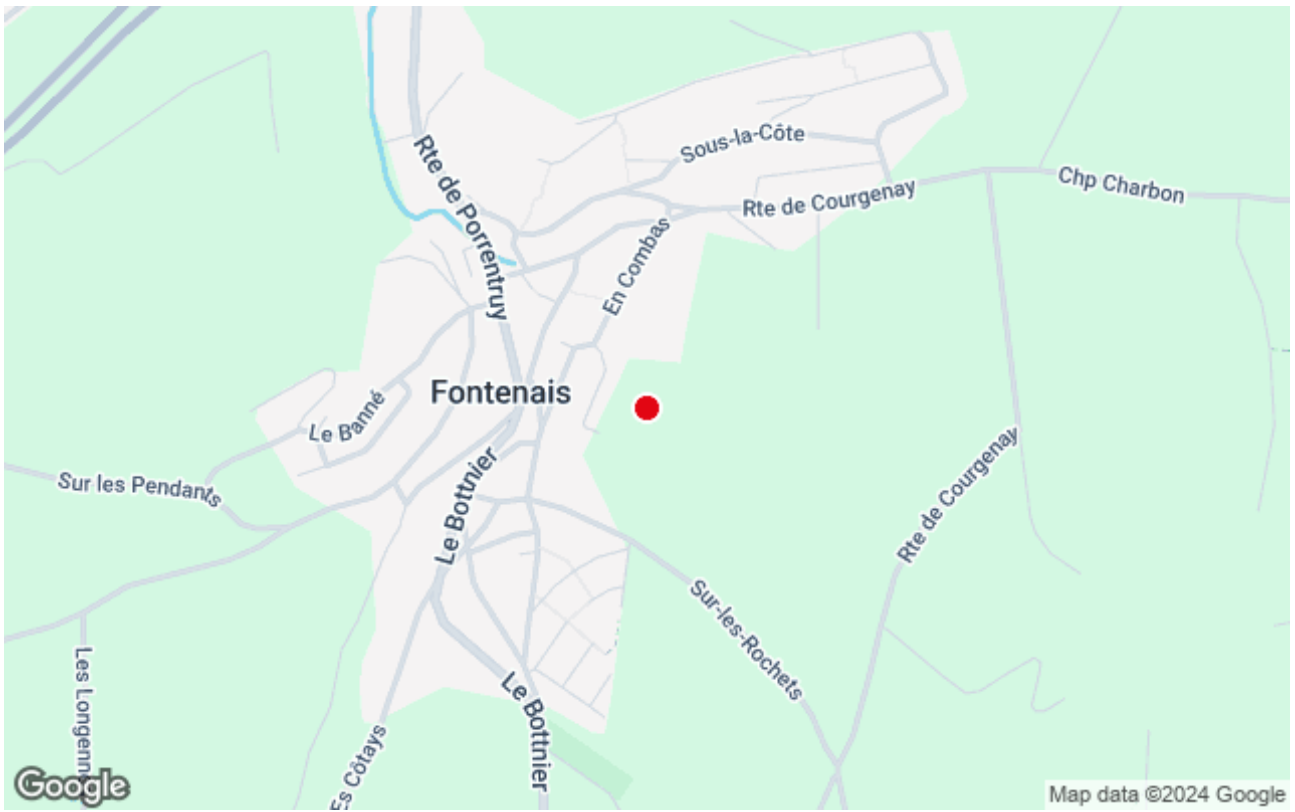 Rte de Porrentruy
Sous-la-Côte
Rte de Courgenay
Chp Charbon
En Combas
Fontenais
Le Banné
Sur les Pendants
Le Bottnier
Rte de Courgenay
Sur-les-Rochets
Les Longenn
Le Bottnier
Es Côtays
Google
Map data ©2024 Google